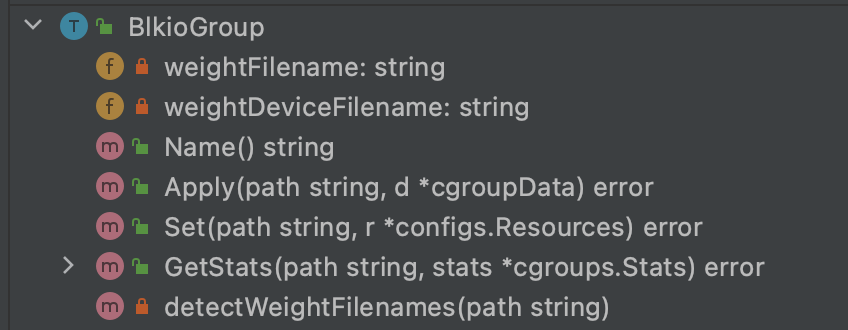 T BlkioGroup
f weightFilename: string
f weightDeviceFilename: string
m Name() string
m Apply(path string, d *cgroupData) error
m Set(path string, r *configs.Resources) error
m GetStats(path string, stats *cgroups.Stats) error
m detectWeightFilenames(path string)